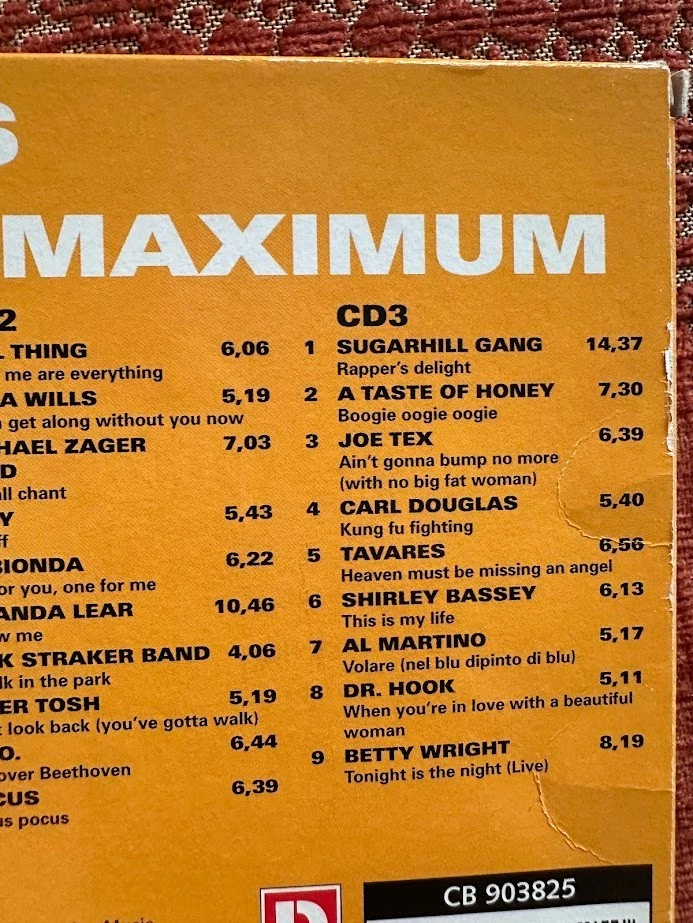 S
MAXIMUM
2
L THING 6,06
me are everything
A WILLS 5,19
get along without you now
HAEL ZAGER 7,03
D
all chant
Y 5,43
ff
BIONDA 6,22
or you, one for me
ANDA LEAR 10,46
w me
K STRAKER BAND 4,06
lk in the park
ER TOSH 5,19
t look back (you've gotta walk)
.O. 6,44
over Beethoven
CUS 6,39
us pocus
CD3
1 SUGARHILL GANG 14,37
Rapper's delight
2 A TASTE OF HONEY 7,30
Boogie oogie oogie
3 JOE TEX 6,39
Ain't gonna bump no more
(with no big fat woman)
4 CARL DOUGLAS 5,40
Kung fu fighting
5 TAVARES 6,56
Heaven must be missing an angel
6 SHIRLEY BASSEY 6,13
This is my life
7 AL MARTINO 5,17
Volare (nel blu dipinto di blu)
8 DR. HOOK 5,11
When you're in love with a beautiful
woman
9 BETTY WRIGHT 8,19
Tonight is the night (Live)
CB 903825